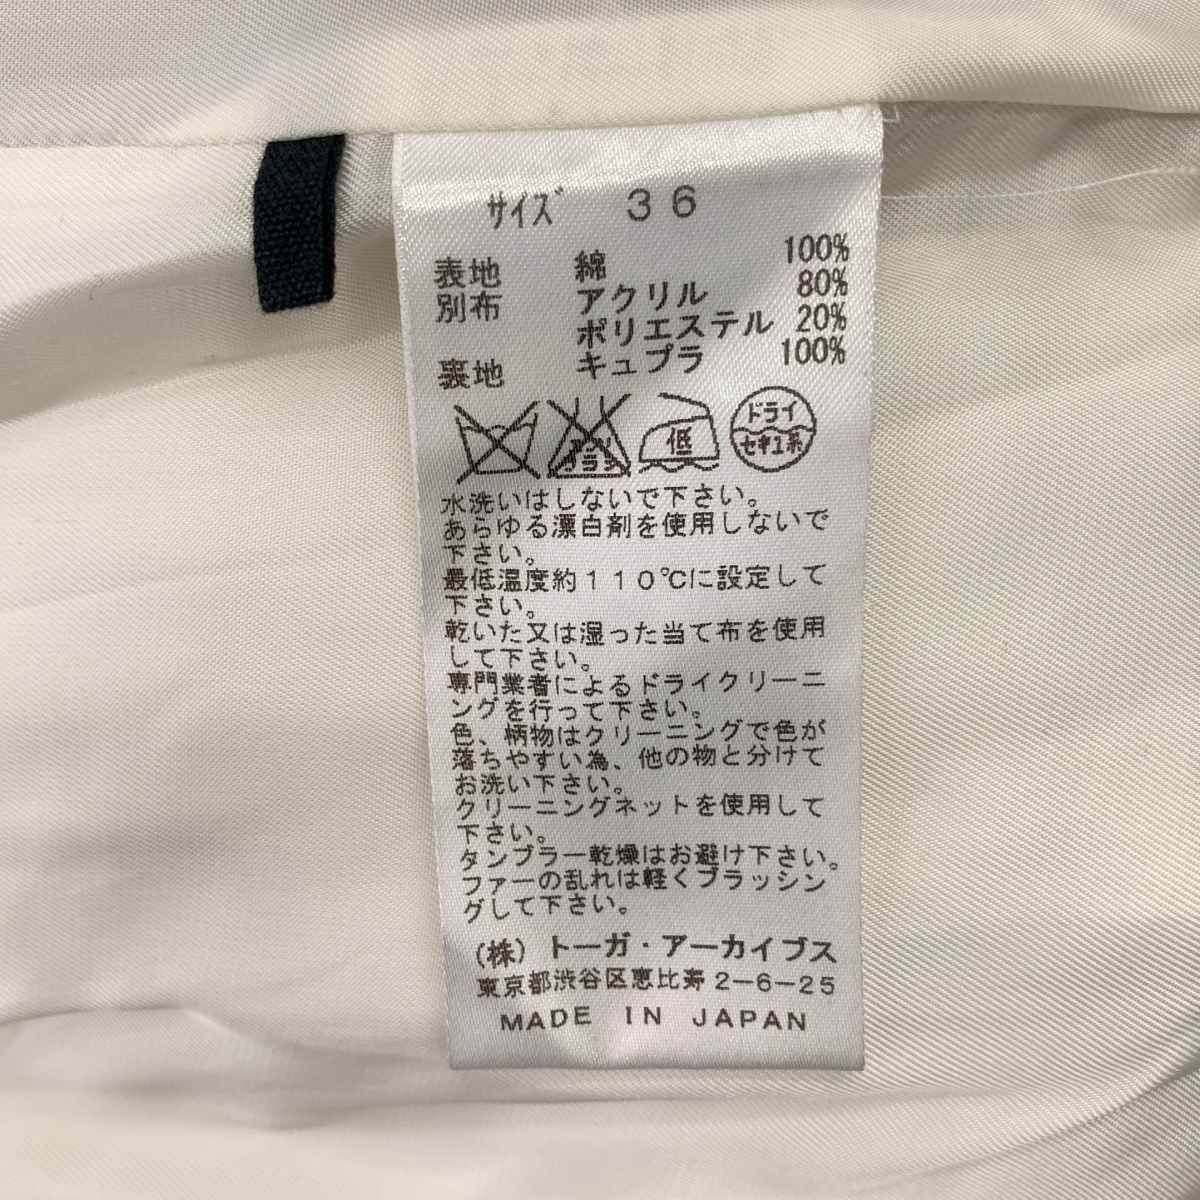 サイズ 36
表地 綿 100%
別布 アクリル 80%
ポリエステル 20%
裏地 キュプラ 100%
エンソ
サラシ 低 ドライ
セキユ系
水洗いはしないで下さい。
あらゆる漂白剤を使用しないで
下さい。
最低温度約110℃に設定して
下さい。
乾いた又は湿った当て布を使用
して下さい。
専門業者によるドライクリーニ
ングを行って下さい。
色、柄物はクリーニングで色が
落ちやすい為、他の物と分けて
お洗い下さい。
クリーニングネットを使用して
下さい。
タンブラー乾燥はお避け下さい。
ファーの乱れは軽くブラッシン
グして下さい。
(株)トーガ・アーカイブス
東京都渋谷区恵比寿2-6-25
MADE IN JAPAN